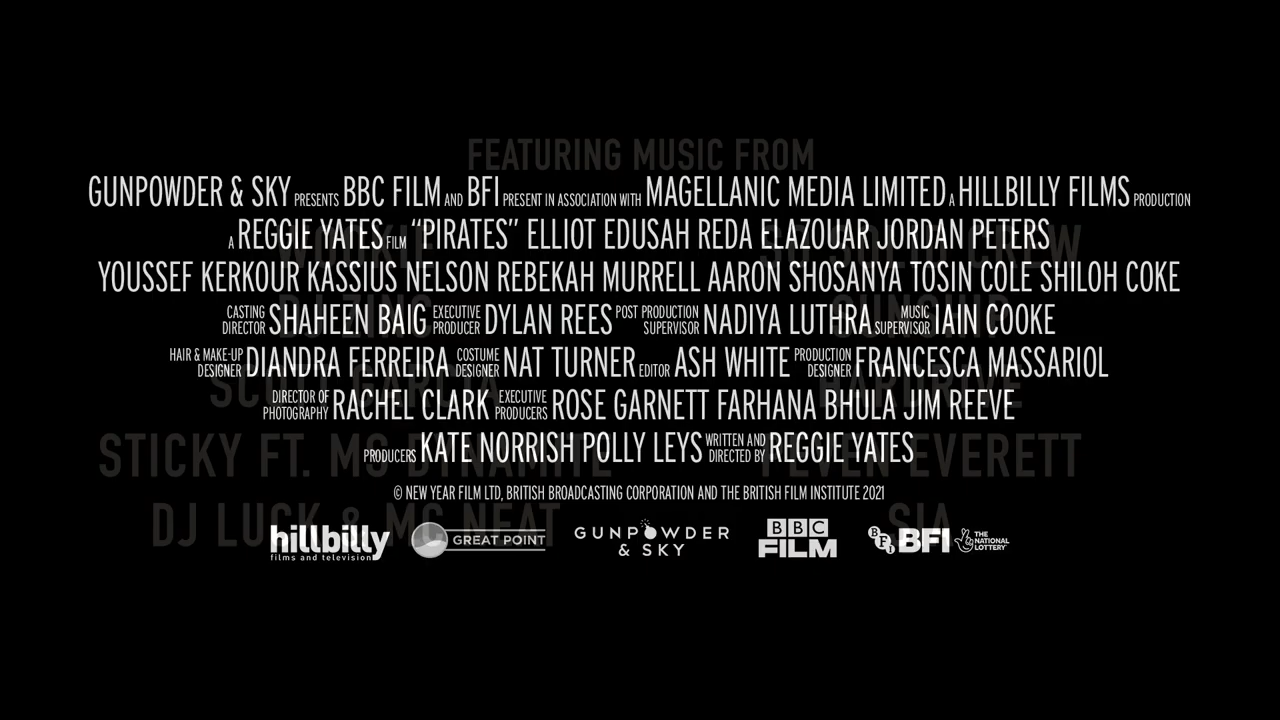 FEATURING MUSIC FROM
GUNPOWDER & SKY PRESENTS BBC FILM AND BFI PRESENT IN ASSOCIATION WITH MAGELLANIC MEDIA LIMITED A HILLBILLY FILMS PRODUCTION
A REGGIE YATES FILM “PIRATES” ELLIOT EDUSAH REDA ELAZOUAR JORDAN PETERS
YOUSSEF KERKOUR KASSIUS NELSON REBEKAH MURRELL AARON SHOSANYA TOSIN COLE SHILOH COKE
CASTING DIRECTOR SHAHEEN BAIG EXECUTIVE PRODUCER DYLAN REES POST PRODUCTION SUPERVISOR NADIYA LUTHRA MUSIC SUPERVISOR IAIN COOKE
HAIR & MAKE-UP DESIGNER DIANDRA FERREIRA COSTUME DESIGNER NAT TURNER EDITOR ASH WHITE PRODUCTION DESIGNER FRANCESCA MASSARIOL
DIRECTOR OF PHOTOGRAPHY RACHEL CLARK EXECUTIVE PRODUCERS ROSE GARNETT FARHANA BHULA JIM REEVE
PRODUCERS KATE NORRISH POLLY LEYS WRITTEN AND DIRECTED BY REGGIE YATES
STICKY FT. MS DYNAMITE
EVERETT
© NEW YEAR FILM LTD, BRITISH BROADCASTING CORPORATION AND THE BRITISH FILM INSTITUTE 2021
DJ LUCK & MC NEAT SIA
hillbilly films and television GREAT POINT GUNPOWDER & SKY BBC FILM BFI BFI THE NATIONAL LOTTERY